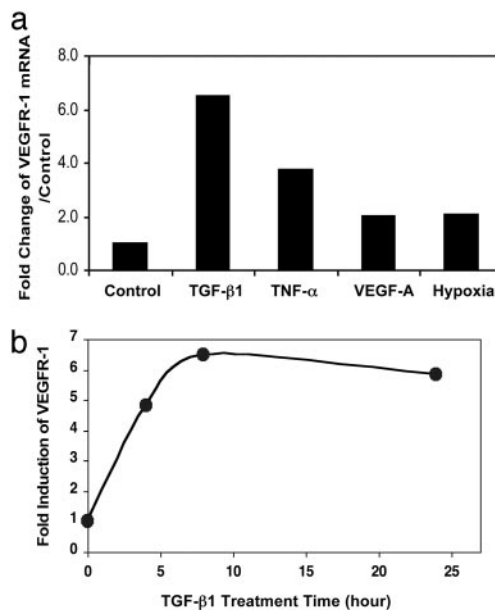 a
Fold Change of VEGFR-1 mRNA
/Control
8.0
6.0
4.0
2.0
0.0
Control TGF-β1 TNF-α VEGF-A Hypoxia
b
Fold Induction of VEGFR-1
7
6
5
4
3
2
1
0
0 5 10 15 20 25
TGF-β1 Treatment Time (hour)